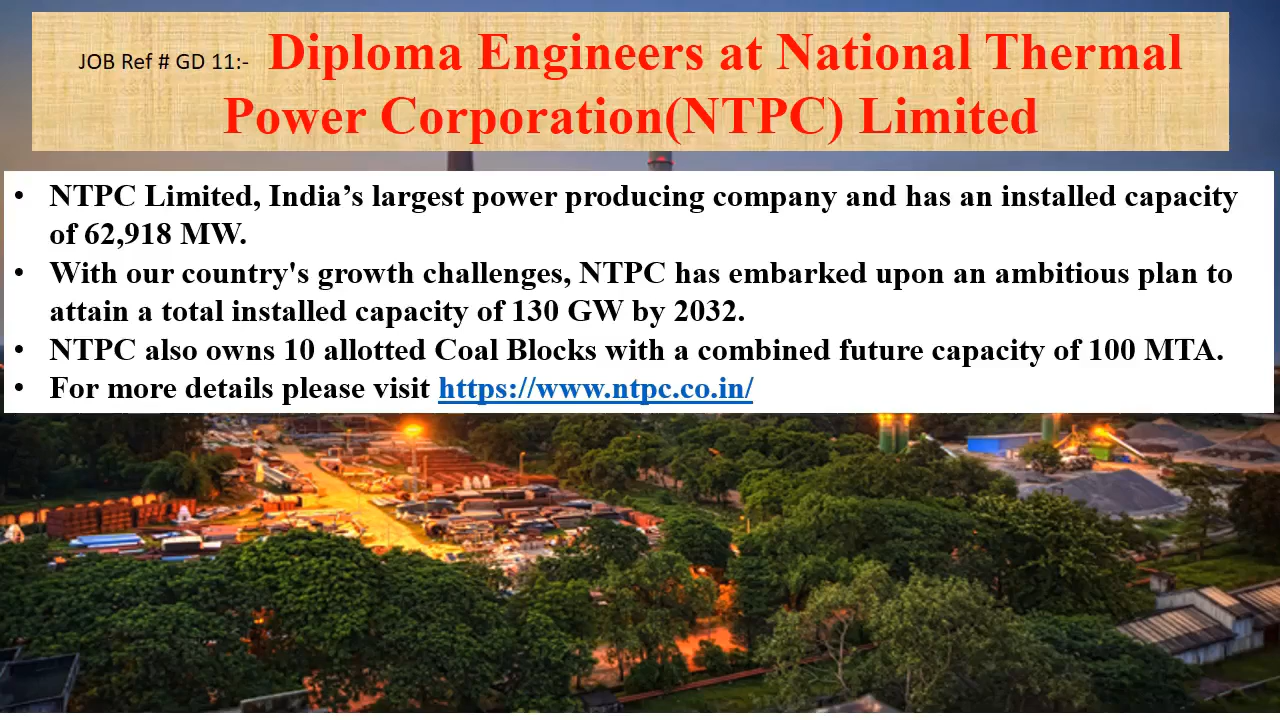 JOB Ref # GD 11:- Diploma Engineers at National Thermal
Power Corporation(NTPC) Limited
• NTPC Limited, India’s largest power producing company and has an installed capacity
of 62,918 MW.
• With our country's growth challenges, NTPC has embarked upon an ambitious plan to
attain a total installed capacity of 130 GW by 2032.
• NTPC also owns 10 allotted Coal Blocks with a combined future capacity of 100 MTA.
• For more details please visit https://www.ntpc.co.in/